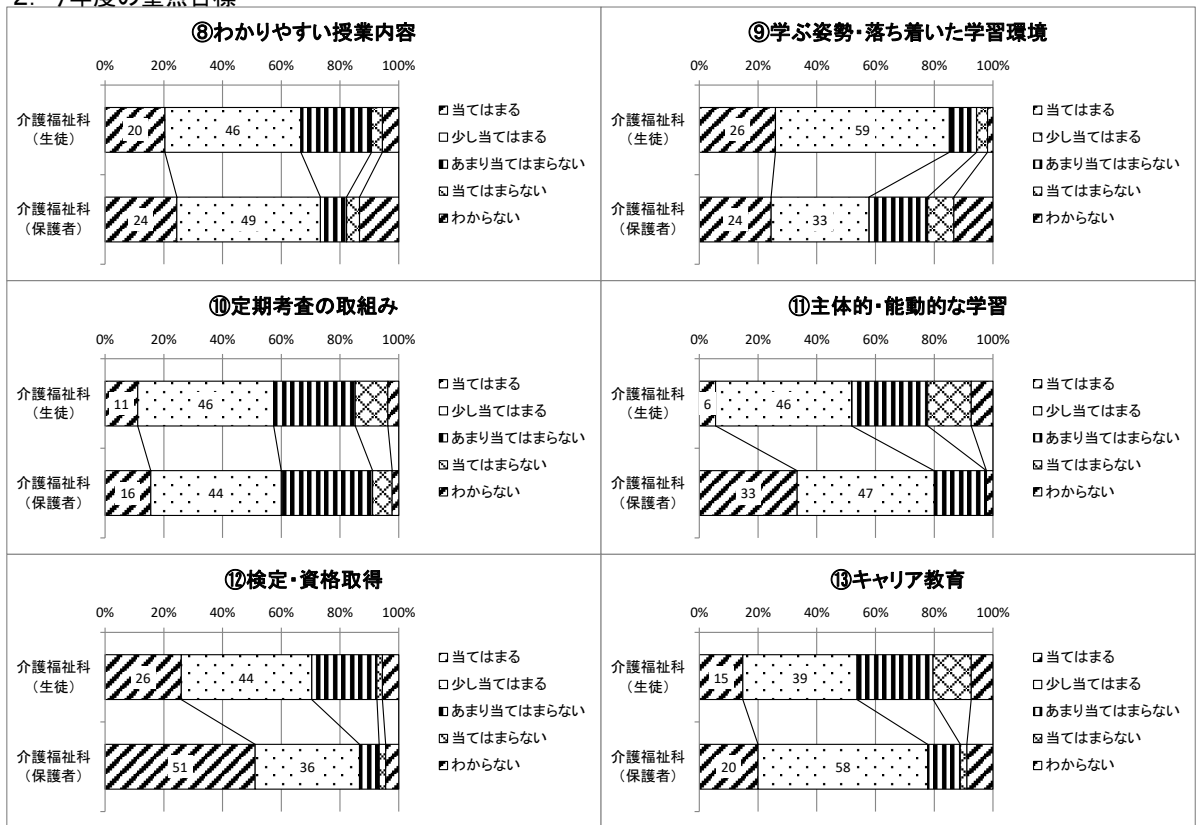 2. 今年度の重点目標
⑧わかりやすい授業内容
0% 20% 40% 60% 80% 100%
介護福祉科
（生徒）
20 46
介護福祉科
（保護者）
24 49
当てはまる
少し当てはまる
あまり当てはまらない
当てはまらない
わからない
⑨学ぶ姿勢・落ち着いた学習環境
0% 20% 40% 60% 80% 100%
介護福祉科
（生徒）
26 59
介護福祉科
（保護者）
24 33
当てはまる
少し当てはまる
あまり当てはまらない
当てはまらない
わからない
⑩定期考査の取組み
0% 20% 40% 60% 80% 100%
介護福祉科
（生徒）
11 46
介護福祉科
（保護者）
16 44
当てはまる
少し当てはまる
あまり当てはまらない
当てはまらない
わからない
⑪主体的・能動的な学習
0% 20% 40% 60% 80% 100%
介護福祉科
（生徒）
6 46
介護福祉科
（保護者）
33 47
当てはまる
少し当てはまる
あまり当てはまらない
当てはまらない
わからない
⑫検定・資格取得
0% 20% 40% 60% 80% 100%
介護福祉科
（生徒）
26 44
介護福祉科
（保護者）
51 36
当てはまる
少し当てはまる
あまり当てはまらない
当てはまらない
わからない
⑬キャリア教育
0% 20% 40% 60% 80% 100%
介護福祉科
（生徒）
15 39
介護福祉科
（保護者）
20 58
当てはまる
少し当てはまる
あまり当てはまらない
当てはまらない
わからない